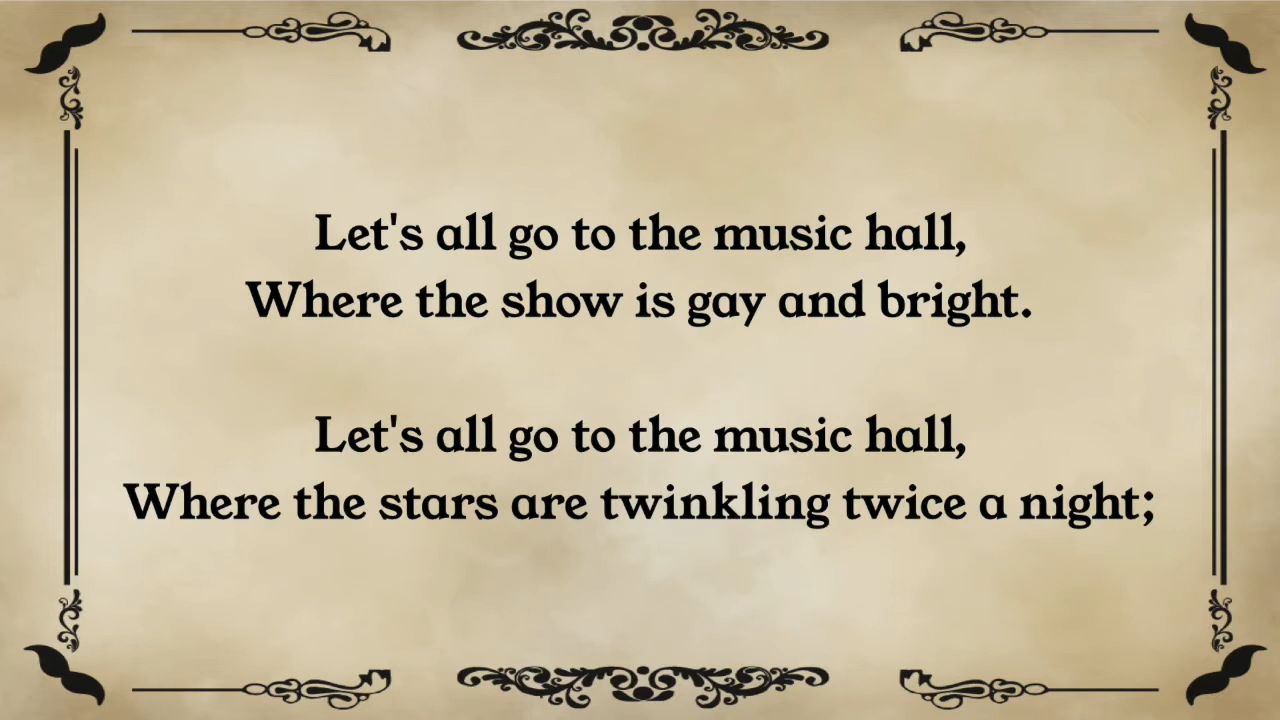 Let's all go to the music hall,
Where the show is gay and bright.
Let's all go to the music hall,
Where the stars are twinkling twice a night;